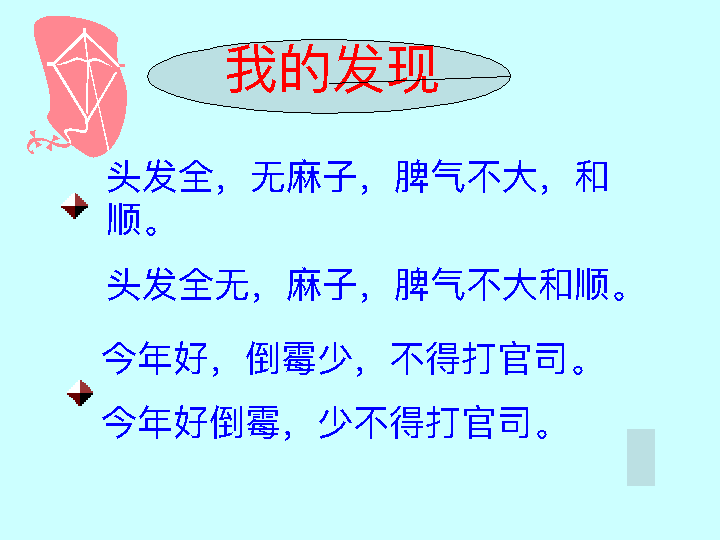 我的发现
头发全，无麻子，脾气不大，和
顺。
头发全无，麻子，脾气不大和顺。
今年好，倒霉少，不得打官司。
今年好倒霉，少不得打官司。